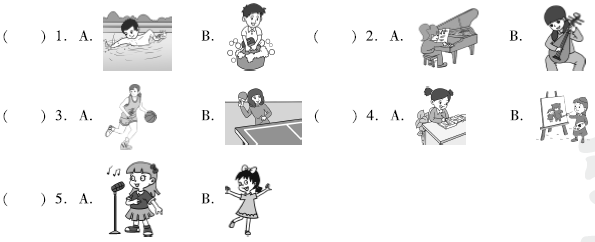 (　　) 1. A. B. (　　) 2. A. B.
(　　) 3. A. B. (　　) 4. A. B.
(　　) 5. A. B.